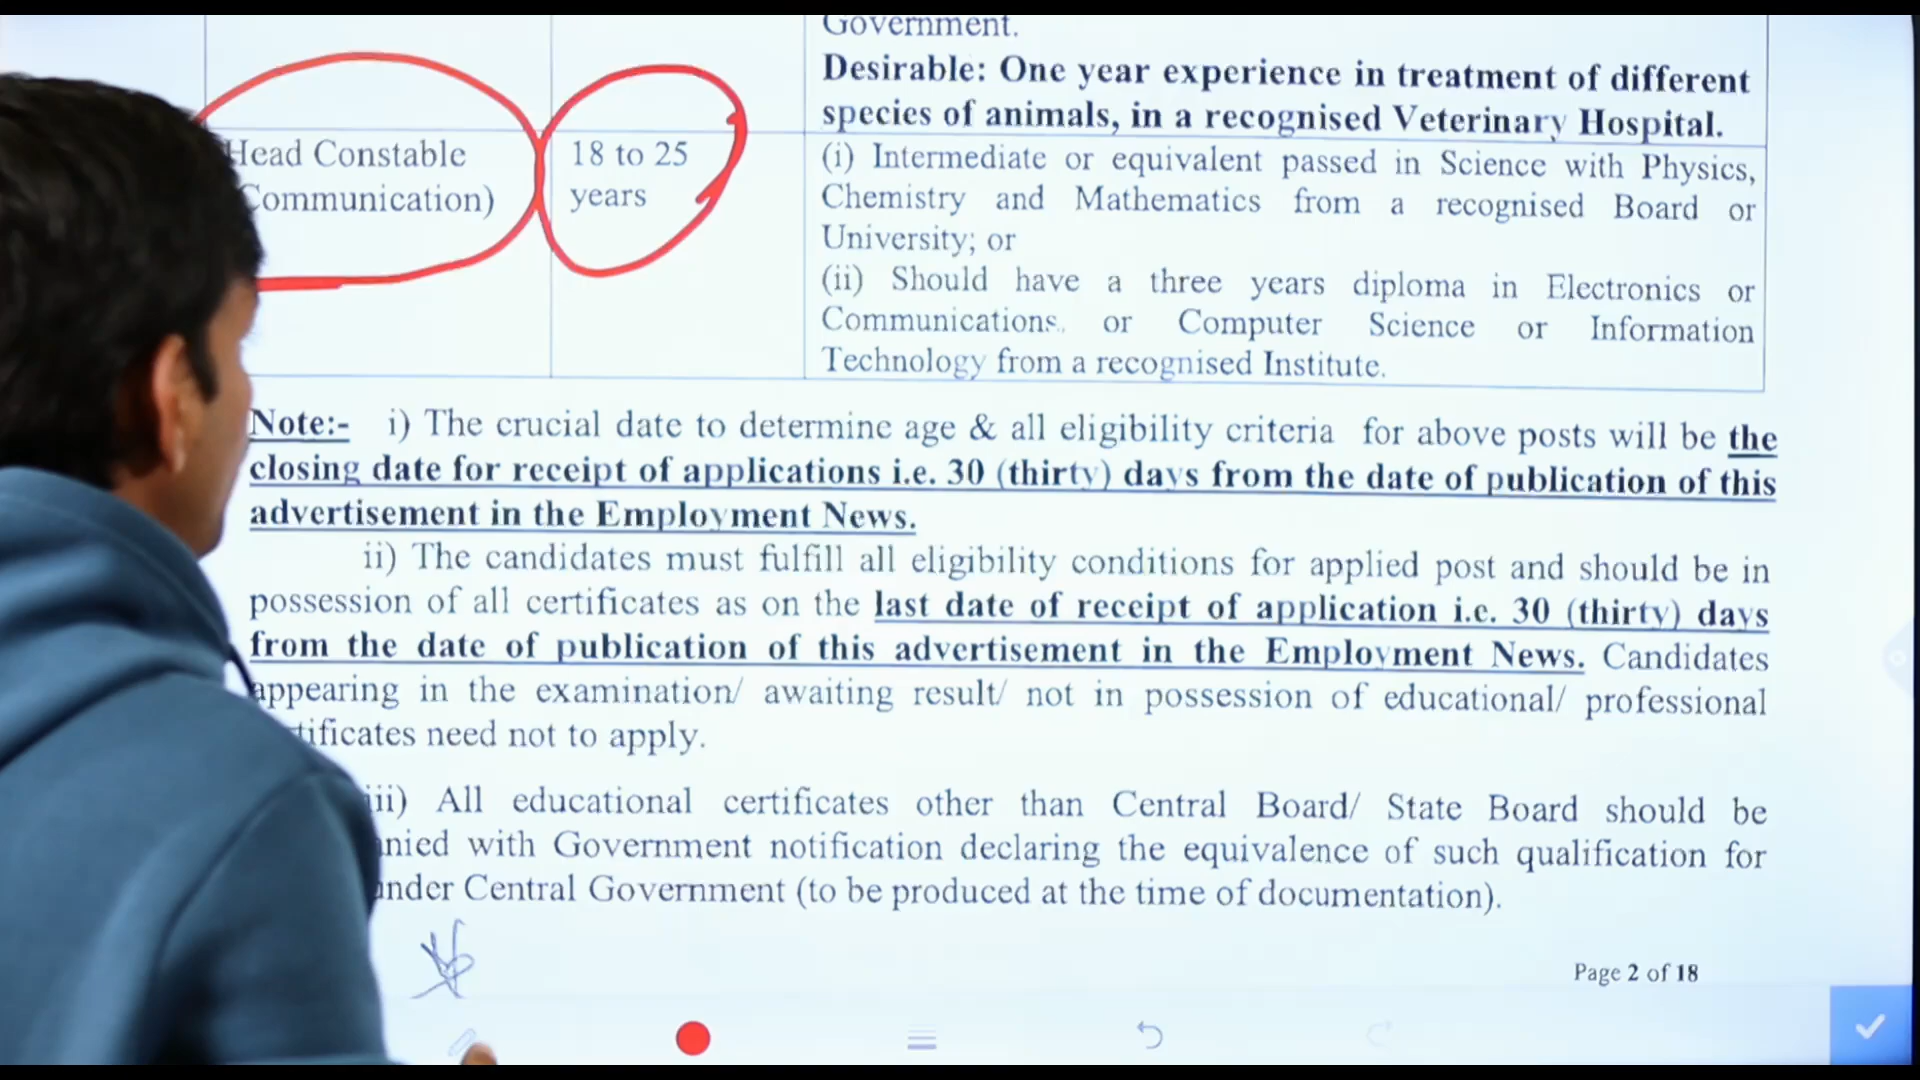 Government.
Desirable: One year experience in treatment of different
species of animals, in a recognised Veterinary Hospital.
Head Constable
Communication)
18 to 25
years
(i) Intermediate or equivalent passed in Science with Physics,
Chemistry and Mathematics from a recognised Board or
University; or
(ii) Should have a three years diploma in Electronics or
Communications or Computer Science or Information
Technology from a recognised Institute.
Note:- i) The crucial date to determine age & all eligibility criteria for above posts will be the
closing date for receipt of applications i.e. 30 (thirty) days from the date of publication of this
advertisement in the Employment News.
ii) The candidates must fulfill all eligibility conditions for applied post and should be in
possession of all certificates as on the last date of receipt of application i.e. 30 (thirty) days
from the date of publication of this advertisement in the Employment News. Candidates
appearing in the examination/ awaiting result/ not in possession of educational/ professional
tificates need not to apply.
iii) All educational certificates other than Central Board/ State Board should be
nied with Government notification declaring the equivalence of such qualification for
under Central Government (to be produced at the time of documentation).
Page 2 of 18